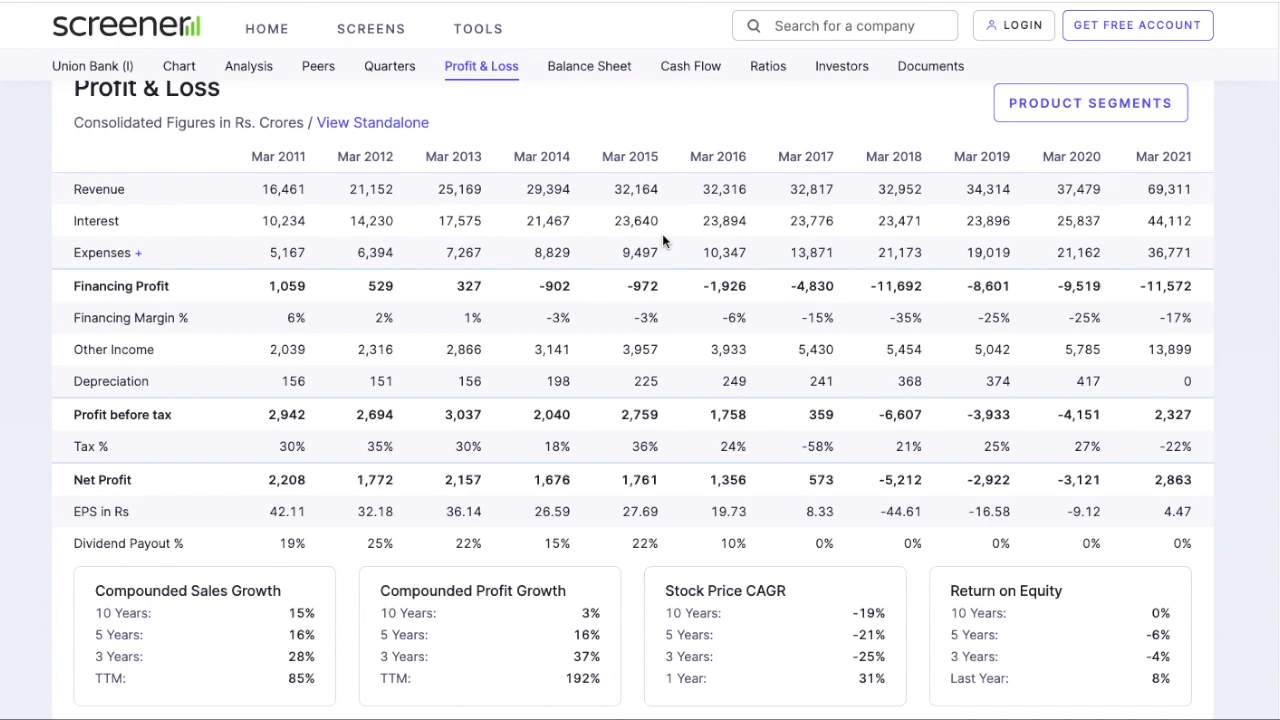 screener
HOME SCREENS TOOLS Search for a company LOGIN GET FREE ACCOUNT
Union Bank (I) Chart Analysis Peers Quarters Profit & Loss Balance Sheet Cash Flow Ratios Investors Documents
Profit & Loss
PRODUCT SEGMENTS
Consolidated Figures in Rs. Crores / View Standalone
Mar 2011 Mar 2012 Mar 2013 Mar 2014 Mar 2015 Mar 2016 Mar 2017 Mar 2018 Mar 2019 Mar 2020 Mar 2021
Revenue 16,461 21,152 25,169 29,394 32,164 32,316 32,817 32,952 34,314 37,479 69,311
Interest 10,234 14,230 17,575 21,467 23,640 23,894 23,776 23,471 23,896 25,837 44,112
Expenses + 5,167 6,394 7,267 8,829 9,497 10,347 13,871 21,173 19,019 21,162 36,771
Financing Profit 1,059 529 327 -902 -972 -1,926 -4,830 -11,692 -8,601 -9,519 -11,572
Financing Margin % 6% 2% 1% -3% -3% -6% -15% -35% -25% -25% -17%
Other Income 2,039 2,316 2,866 3,141 3,957 3,933 5,430 5,454 5,042 5,785 13,899
Depreciation 156 151 156 198 225 249 241 368 374 417 0
Profit before tax 2,942 2,694 3,037 2,040 2,759 1,758 359 -6,607 -3,933 -4,151 2,327
Tax % 30% 35% 30% 18% 36% 24% -58% 21% 25% 27% -22%
Net Profit 2,208 1,772 2,157 1,676 1,761 1,356 573 -5,212 -2,922 -3,121 2,863
EPS in Rs 42.11 32.18 36.14 26.59 27.69 19.73 8.33 -44.61 -16.58 -9.12 4.47
Dividend Payout % 19% 25% 22% 15% 22% 10% 0% 0% 0% 0% 0%
Compounded Sales Growth
10 Years: 15%
5 Years: 16%
3 Years: 28%
TTM: 85%
Compounded Profit Growth
10 Years: 3%
5 Years: 16%
3 Years: 37%
TTM: 192%
Stock Price CAGR
10 Years: -19%
5 Years: -21%
3 Years: -25%
1 Year: 31%
Return on Equity
10 Years: 0%
5 Years: -6%
3 Years: -4%
Last Year: 8%